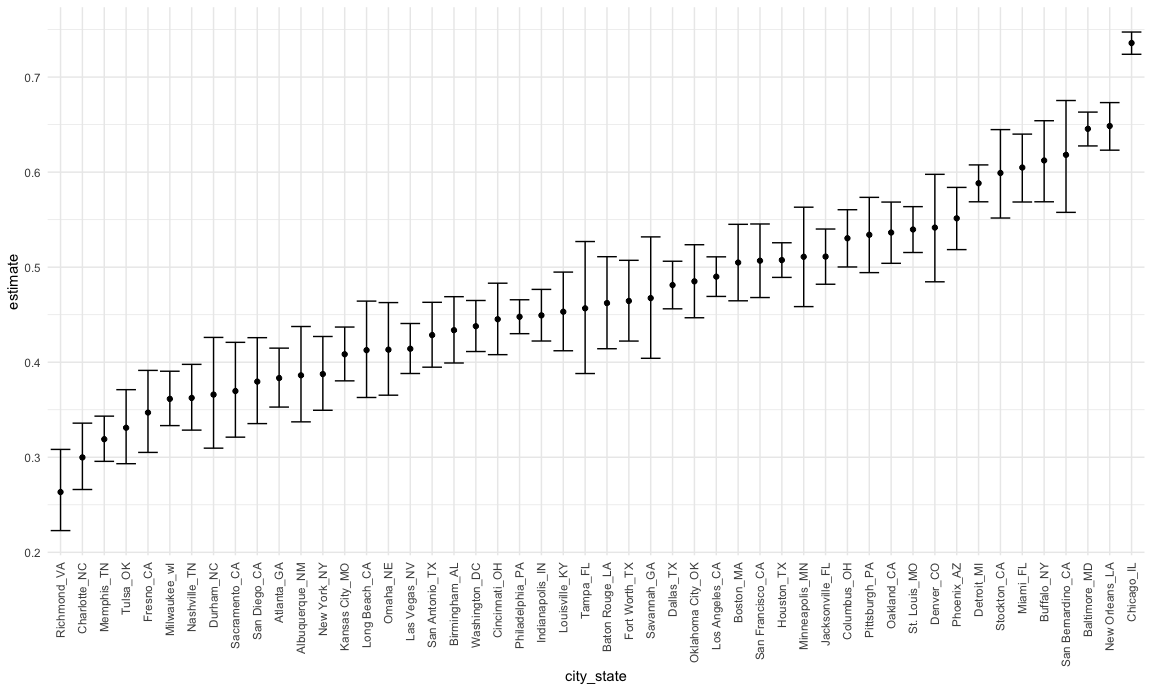 estimate
0.7
0.6
0.5
0.4
0.3
0.2
Richmond_VA
Charlotte_NC
Memphis_TN
Tulsa_OK
Fresno_CA
Milwaukee_wI
Nashville_TN
Durham_NC
Sacramento_CA
San Diego_CA
Atlanta_GA
Albuquerque_NM
New York_NY
Kansas City_MO
Long Beach_CA
Omaha_NE
Las Vegas_NV
San Antonio_TX
Birmingham_AL
Washington_DC
Cincinnati_OH
Philadelphia_PA
Indianapolis_IN
Louisville_KY
Tampa_FL
Baton Rouge_LA
Fort Worth_TX
Savannah_GA
Dallas_TX
Oklahoma City_OK
Los Angeles_CA
Boston_MA
San Francisco_CA
Houston_TX
Minneapolis_MN
Jacksonville_FL
Columbus_OH
Pittsburgh_PA
Oakland_CA
St. Louis_MO
Denver_CO
Phoenix_AZ
Detroit_MI
Stockton_CA
Miami_FL
Buffalo_NY
San Bernardino_CA
Baltimore_MD
New Orleans_LA
Chicago_IL
city_state